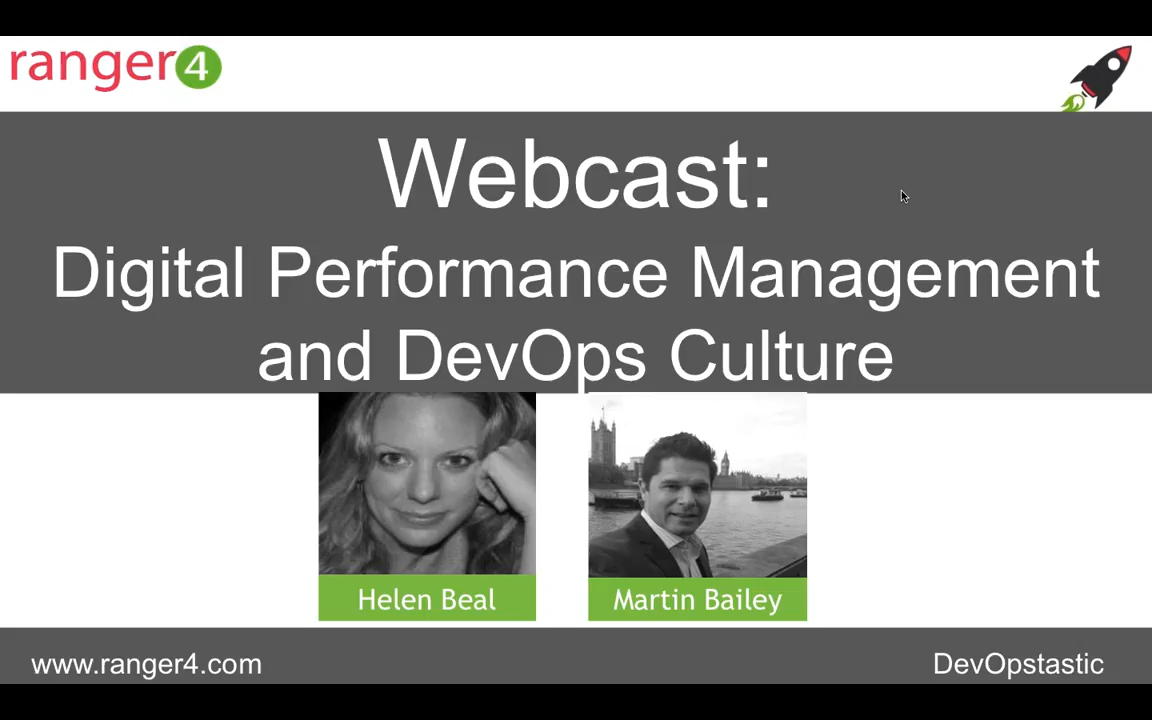 ranger4
Webcast:
Digital Performance Management
and DevOps Culture
Helen Beal
Martin Bailey
www.ranger4.com
DevOpstastic